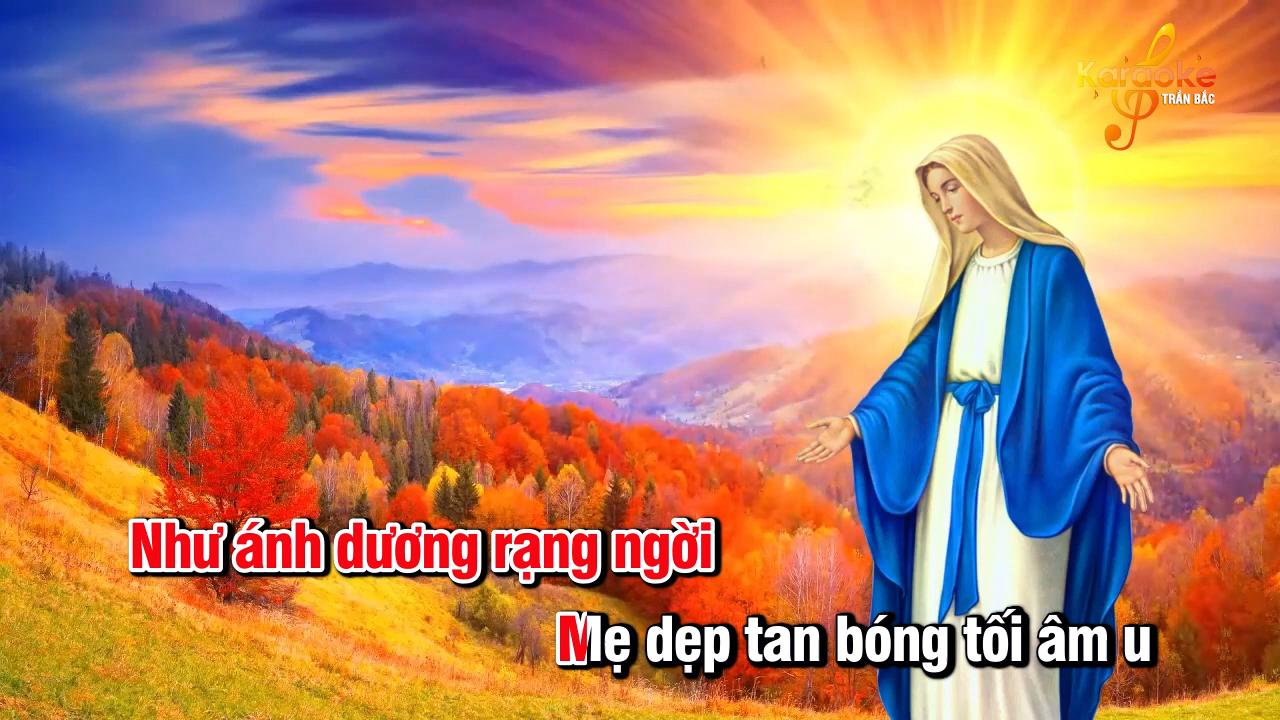 Karaoke
TRẦN BẮC
Như ánh dương rạng ngời
Mẹ dẹp tan bóng tối âm u